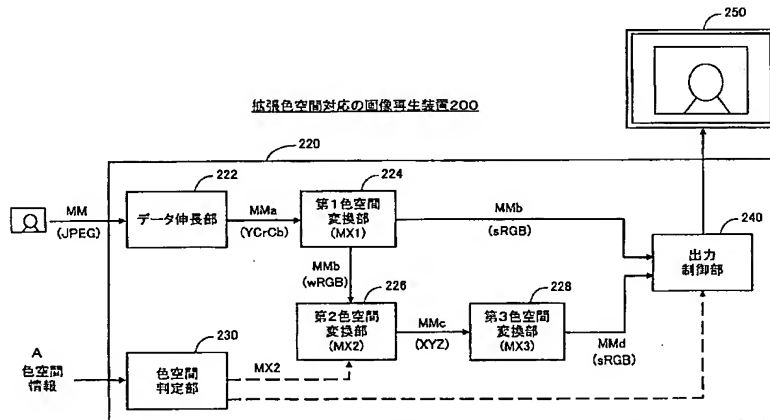 250
拡張色空間対応の画像再生装置200
220
222
224
MM
(JPEG)
データ伸長部
MMa
(YCrCb)
第1色空間
変換部
(MX1)
MMb
(sRGB)
240
出力
制御部
MMb
(wRGB)
226
228
第2色空間
変換部
(MX2)
MMc
(XYZ)
第3色空間
変換部
(MX3)
MMd
(sRGB)
230
A
色空間
情報
色空間
判定部
MX2